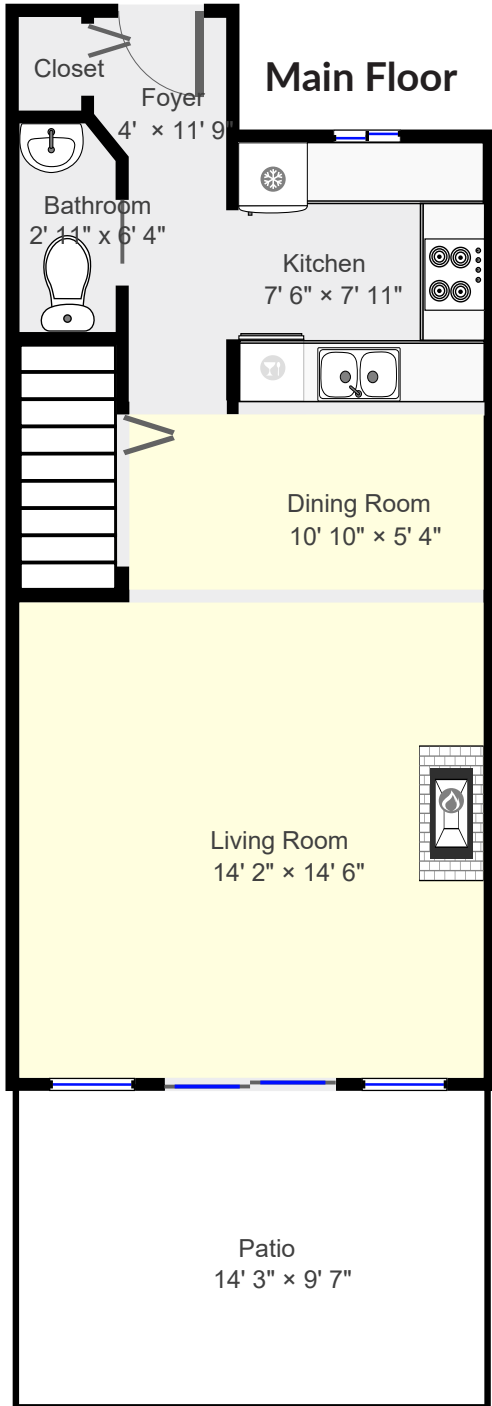 Main Floor
Closet
Foyer
4' × 11' 9"
Bathroom
2' 11" x 6' 4"
Kitchen
7' 6" × 7' 11"
Dining Room
10' 10" × 5' 4"
Living Room
14' 2" × 14' 6"
Patio
14' 3" × 9' 7"